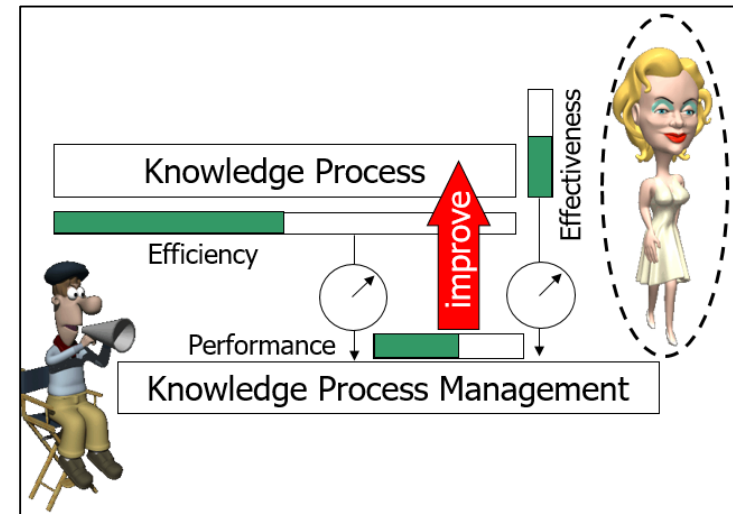 Effectiveness
Knowledge Process
Efficiency
improve
Performance
Knowledge Process Management